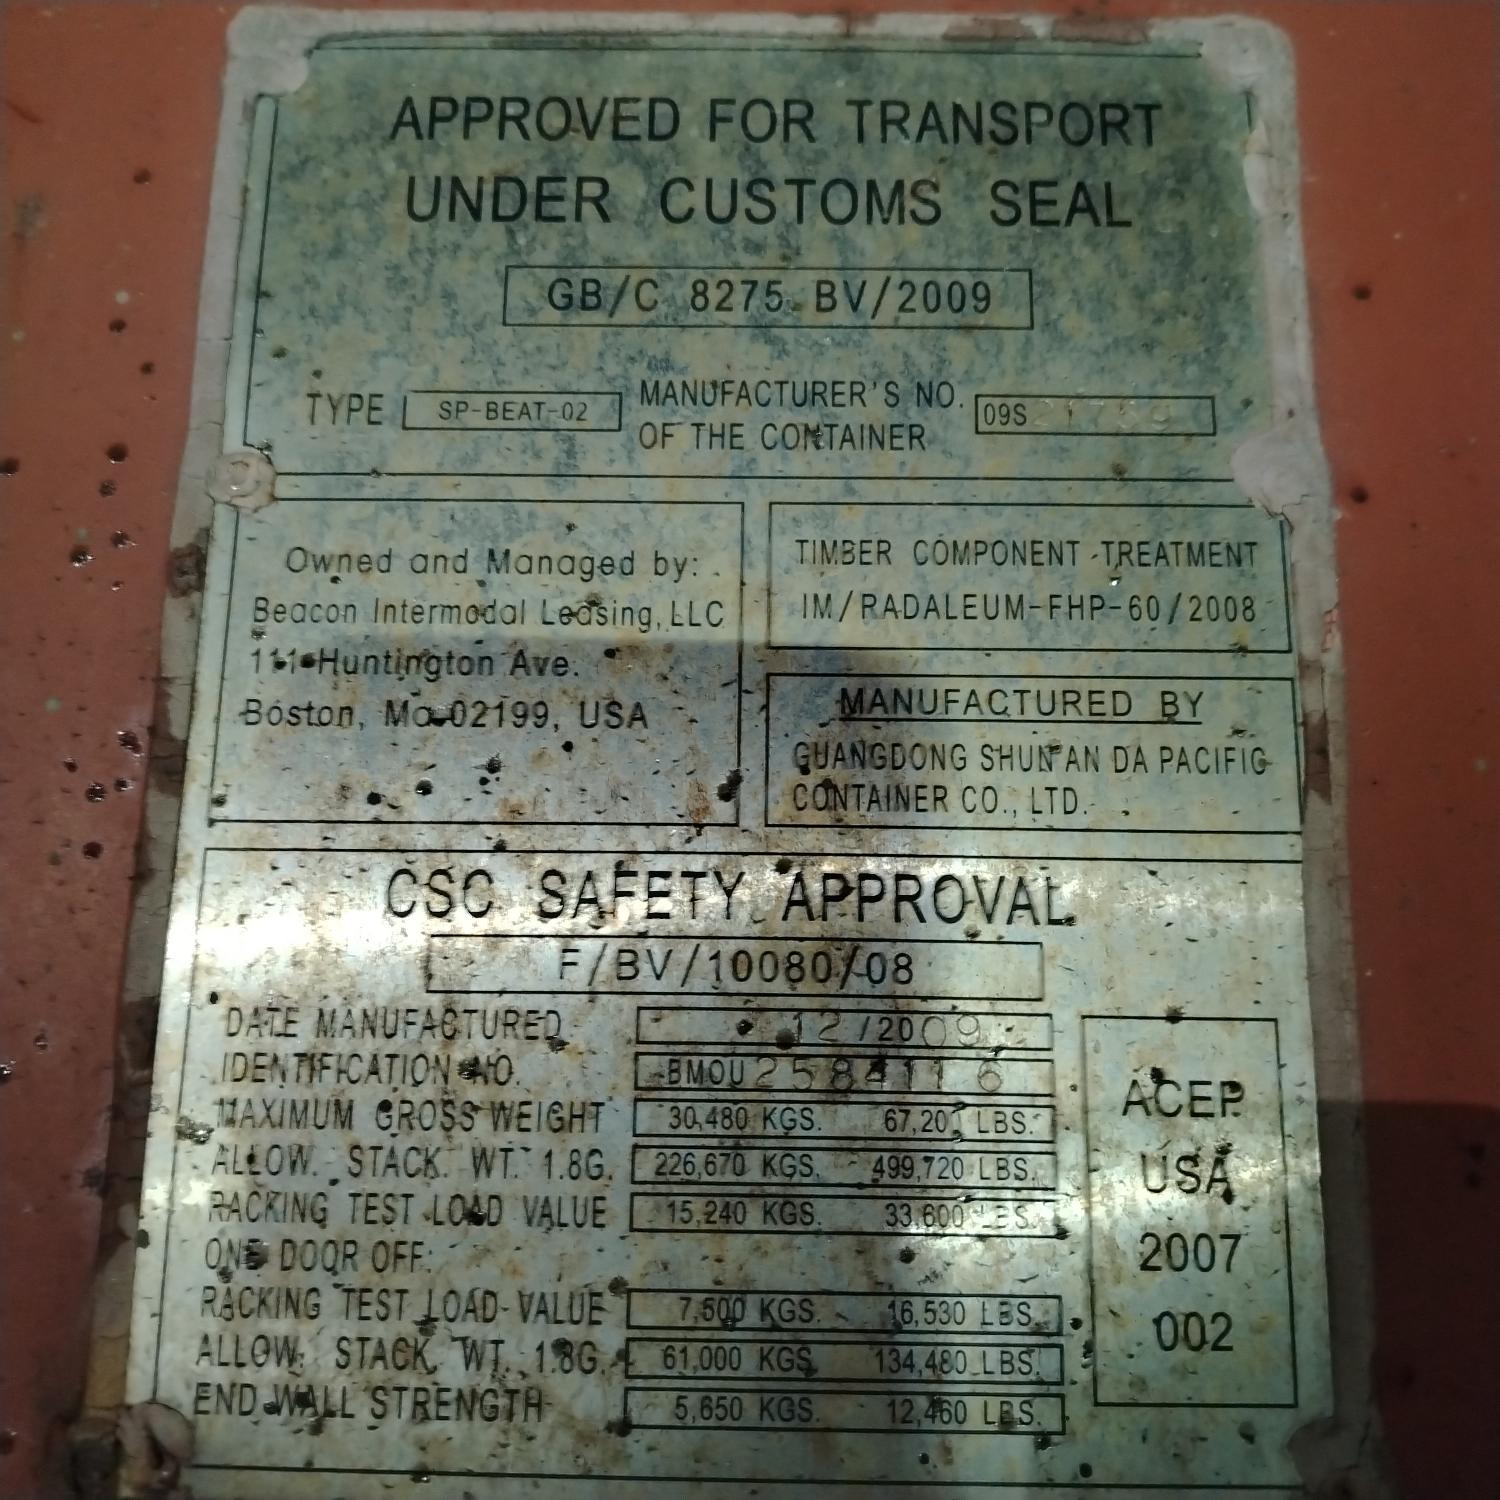 APPROVED FOR TRANSPORT
UNDER CUSTOMS SEAL
GB/C 8275 BV/2009
TYPE SP-BEAT-02 MANUFACTURER'S NO. OF THE CONTAINER 09S
Owned and Managed by:
Beacon Intermodal Leasing, LLC
111 Huntington Ave.
Boston, Ma 02199, USA
TIMBER COMPONENT TREATMENT
IM/RADALEUM-FHP-60/2008
MANUFACTURED BY
GUANGDONG SHUN AN DA PACIFIC
CONTAINER CO., LTD.
CSC SAFETY APPROVAL
F/BV/10080/08
DATE MANUFACTURED 12/2009
IDENTIFICATION NO. BMOU 258411 6
MAXIMUM GROSS WEIGHT 30,480 KGS. LBS.
ALLOW. STACK. WT. 1.8G. 226,670 KGS. 499,720 LBS.
RACKING TEST LOAD VALUE 15,240 KGS. 33,600 LBS.
ONE DOOR OFF:
RACKING TEST LOAD VALUE 7,500 KGS. 16,530 LBS.
ALLOW. STACK. WT. 1.8G. 61,000 KGS. 134,480 LBS.
END WALL STRENGTH 5,650 KGS. 12,460 LBS.
ACEP
USA
2007
002